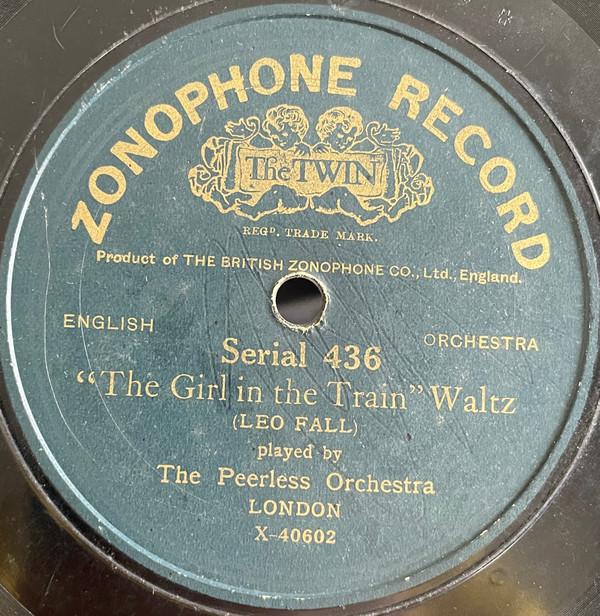 ZONOPHONE RECORD
The TWIN
REGD. TRADE MARK.
Product of THE BRITISH ZONOPHONE CO., Ltd., England.
ENGLISH
ORCHESTRA
Serial 436
“The Girl in the Train” Waltz
(LEO FALL)
played by
The Peerless Orchestra
LONDON
X-40602